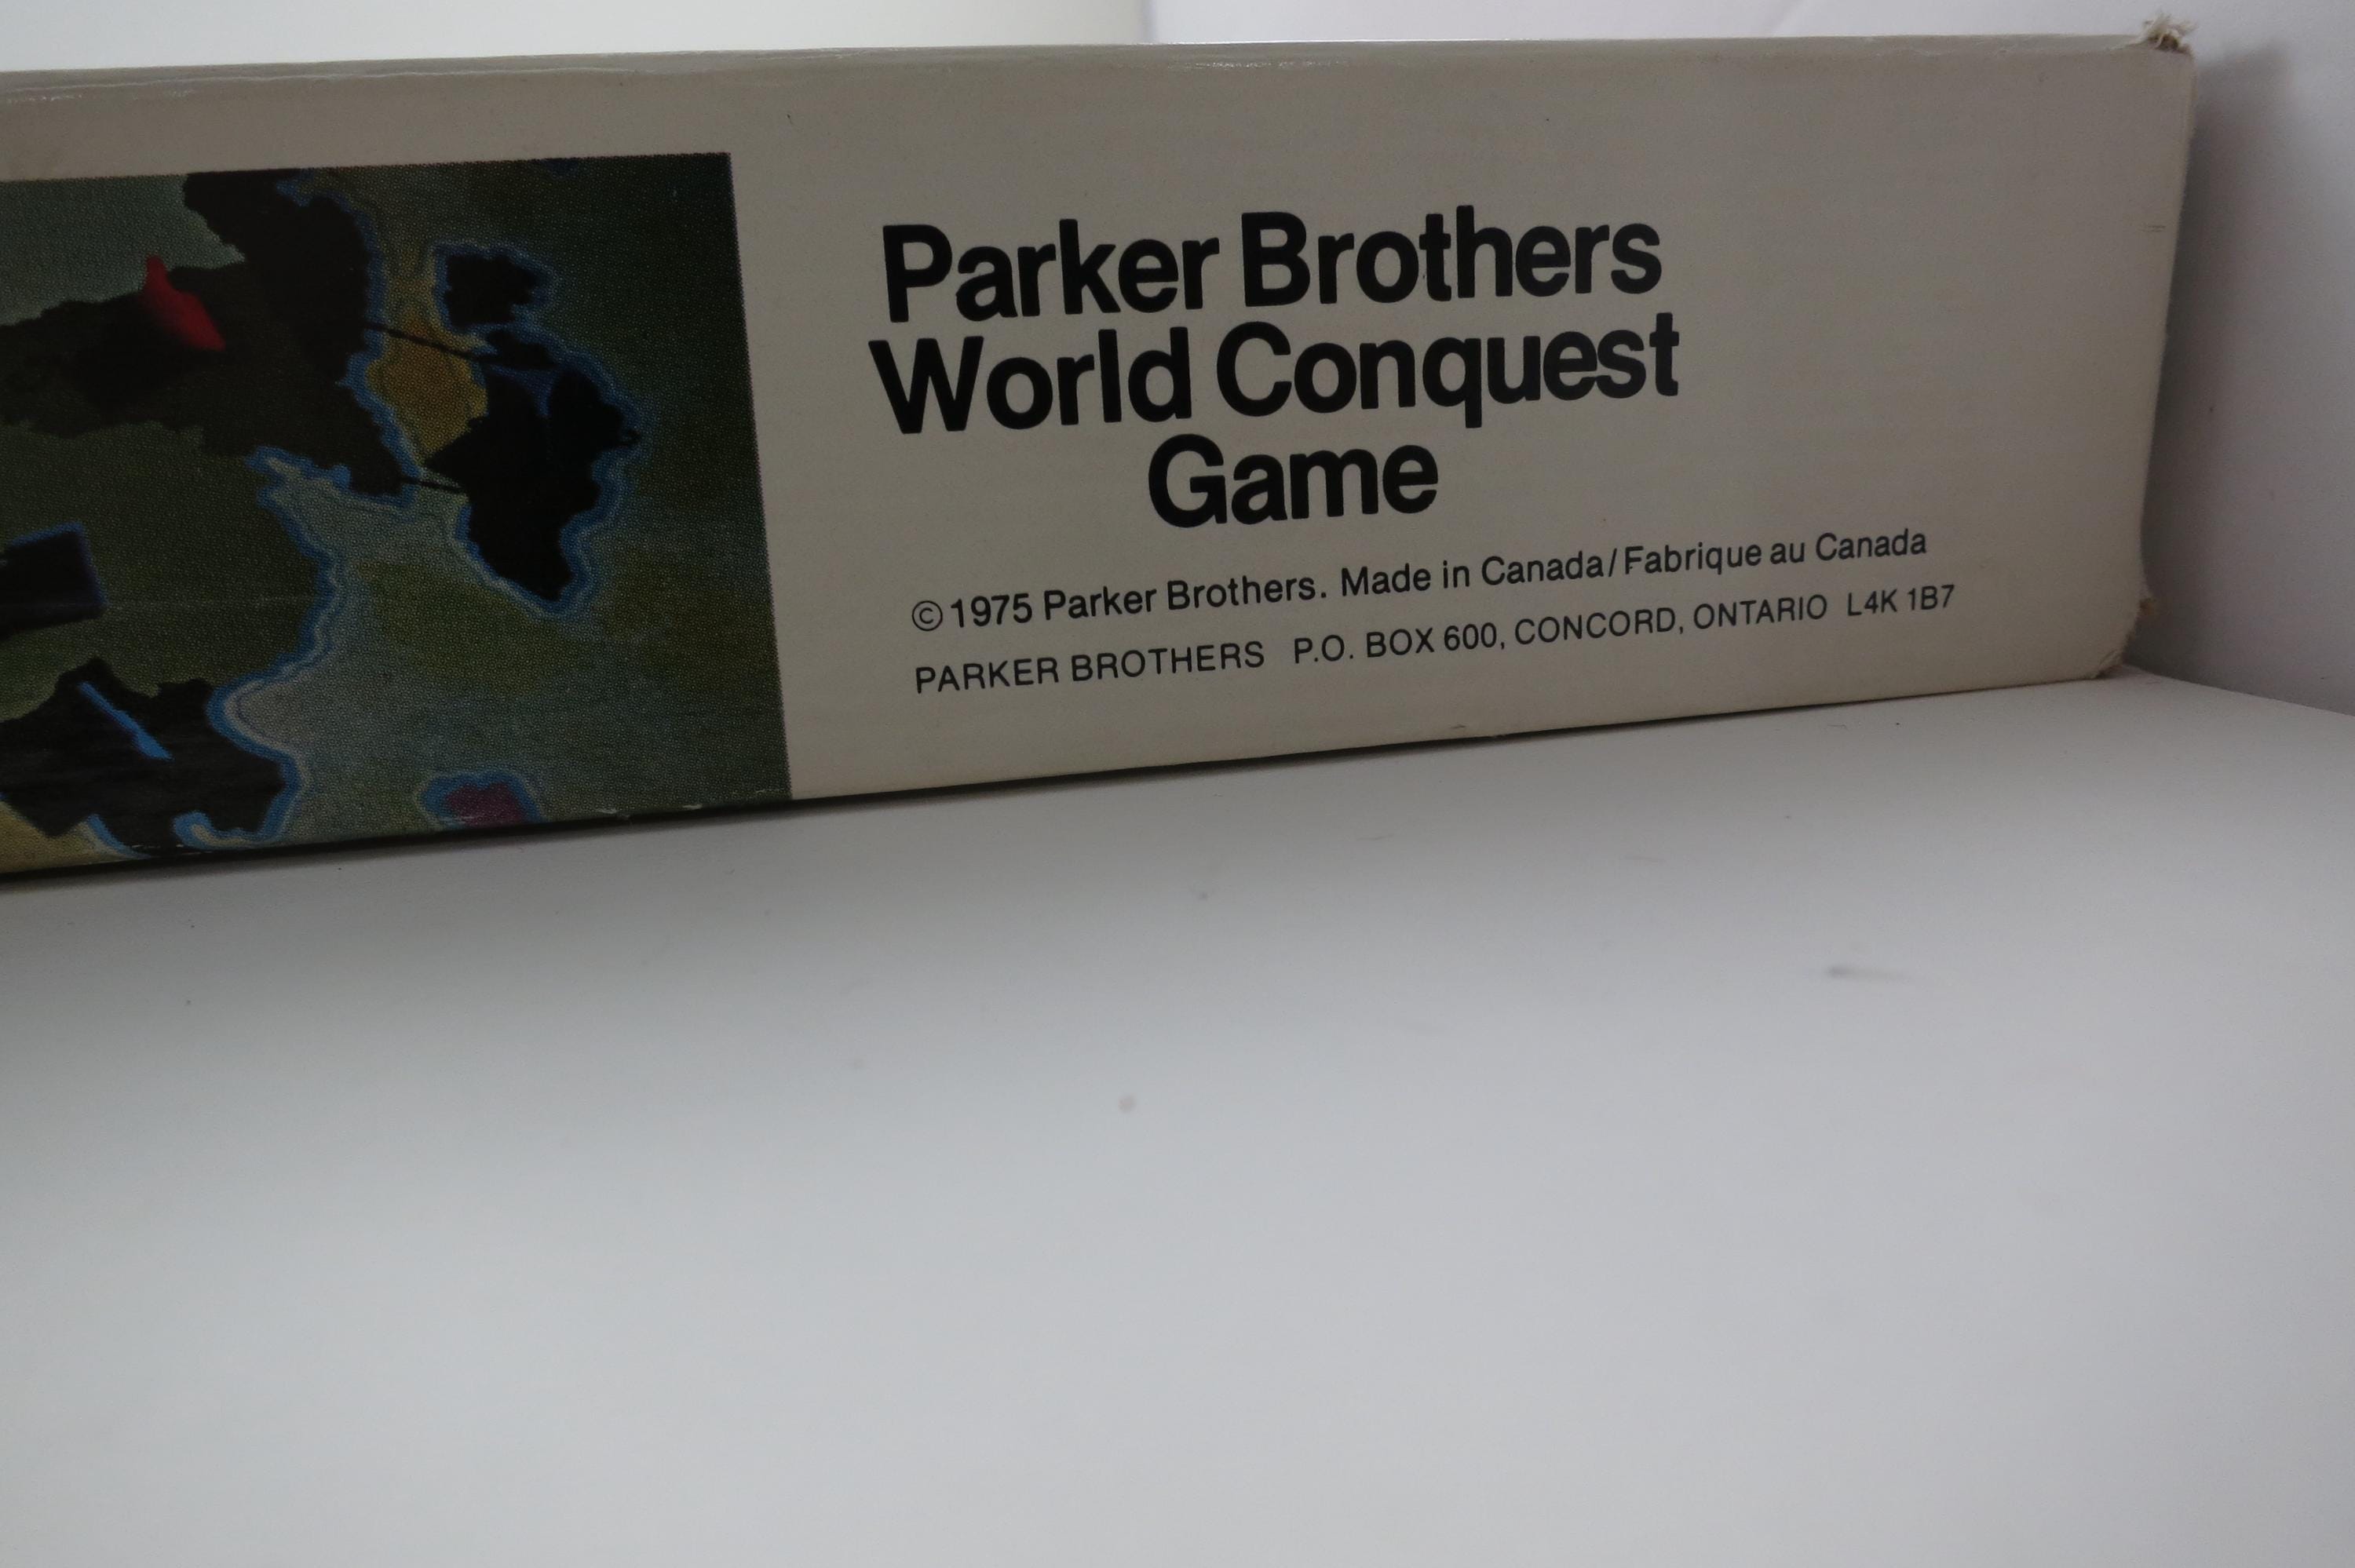 Parker Brothers
World Conquest
Game
©1975 Parker Brothers. Made in Canada/Fabrique au Canada
PARKER BROTHERS P.O. BOX 600, CONCORD, ONTARIO L4K 1B7